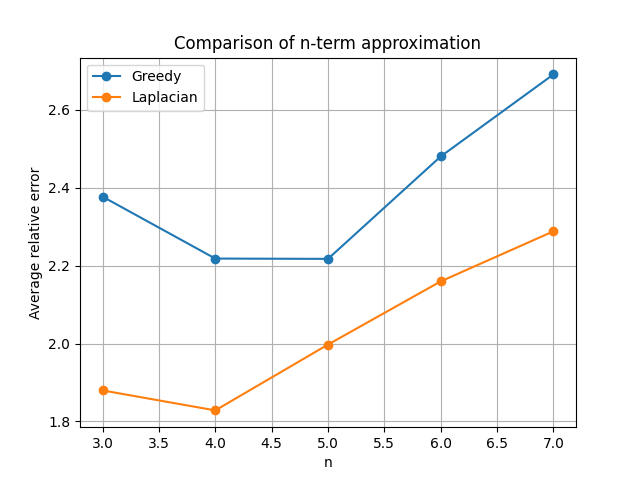 Comparison of n-term approximation
Greedy
Laplacian
Average relative error
2.6
2.4
2.2
2.0
1.8
3.0 3.5 4.0 4.5 5.0 5.5 6.0 6.5 7.0
n